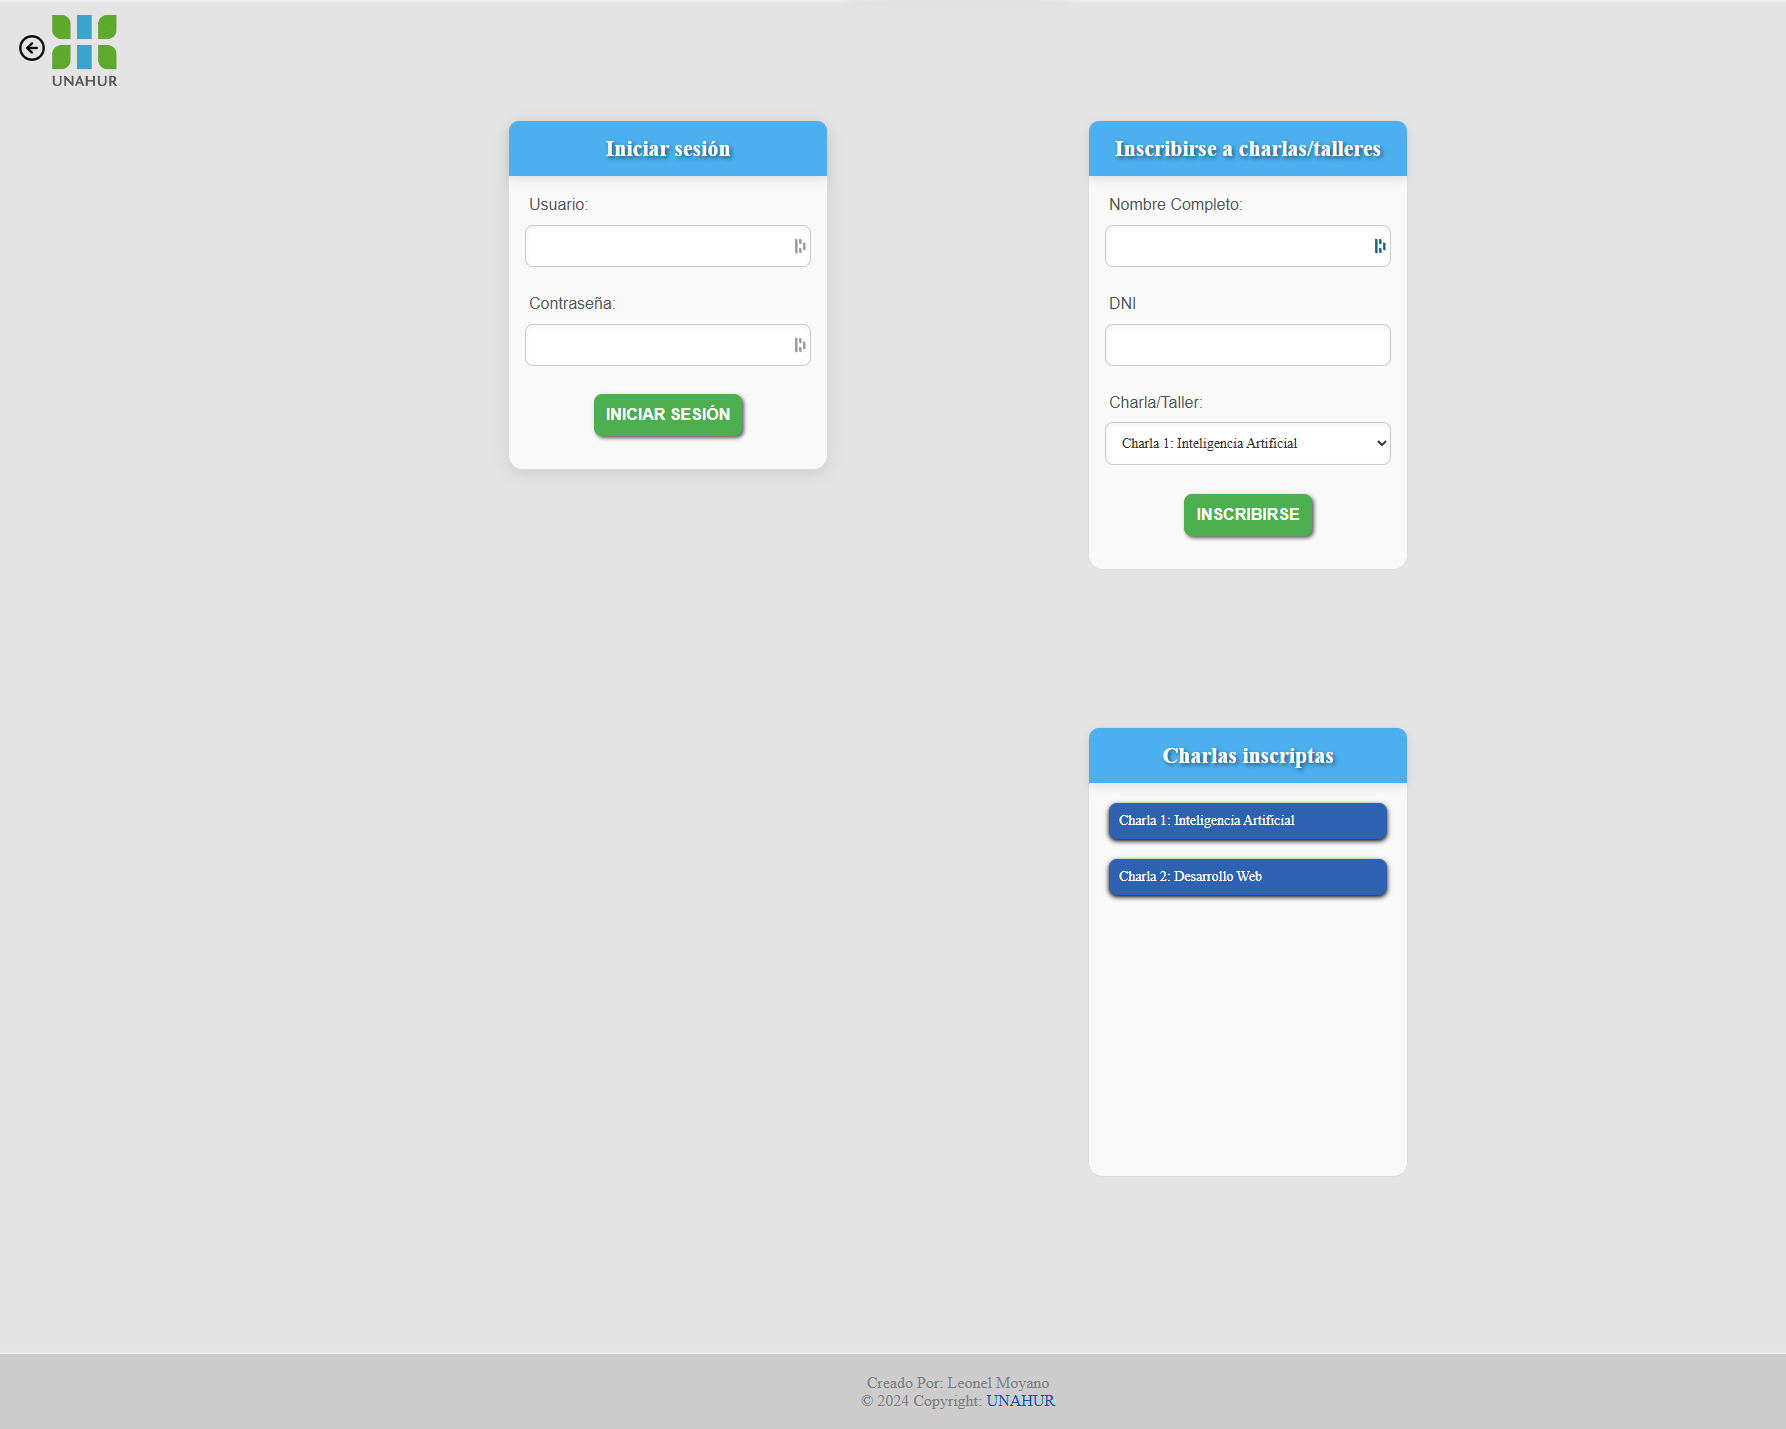 UNAHUR
Iniciar sesión
Usuario:
Contraseña:
INICIAR SESIÓN
Inscribirse a charlas/talleres
Nombre Completo:
DNI
Charla/Taller:
Charla 1: Inteligencia Artificial
INSCRIBIRSE
Charlas inscriptas
Charla 1: Inteligencia Artificial
Charla 2: Desarrollo Web
Creado Por: Leonel Moyano
© 2024 Copyright: UNAHUR